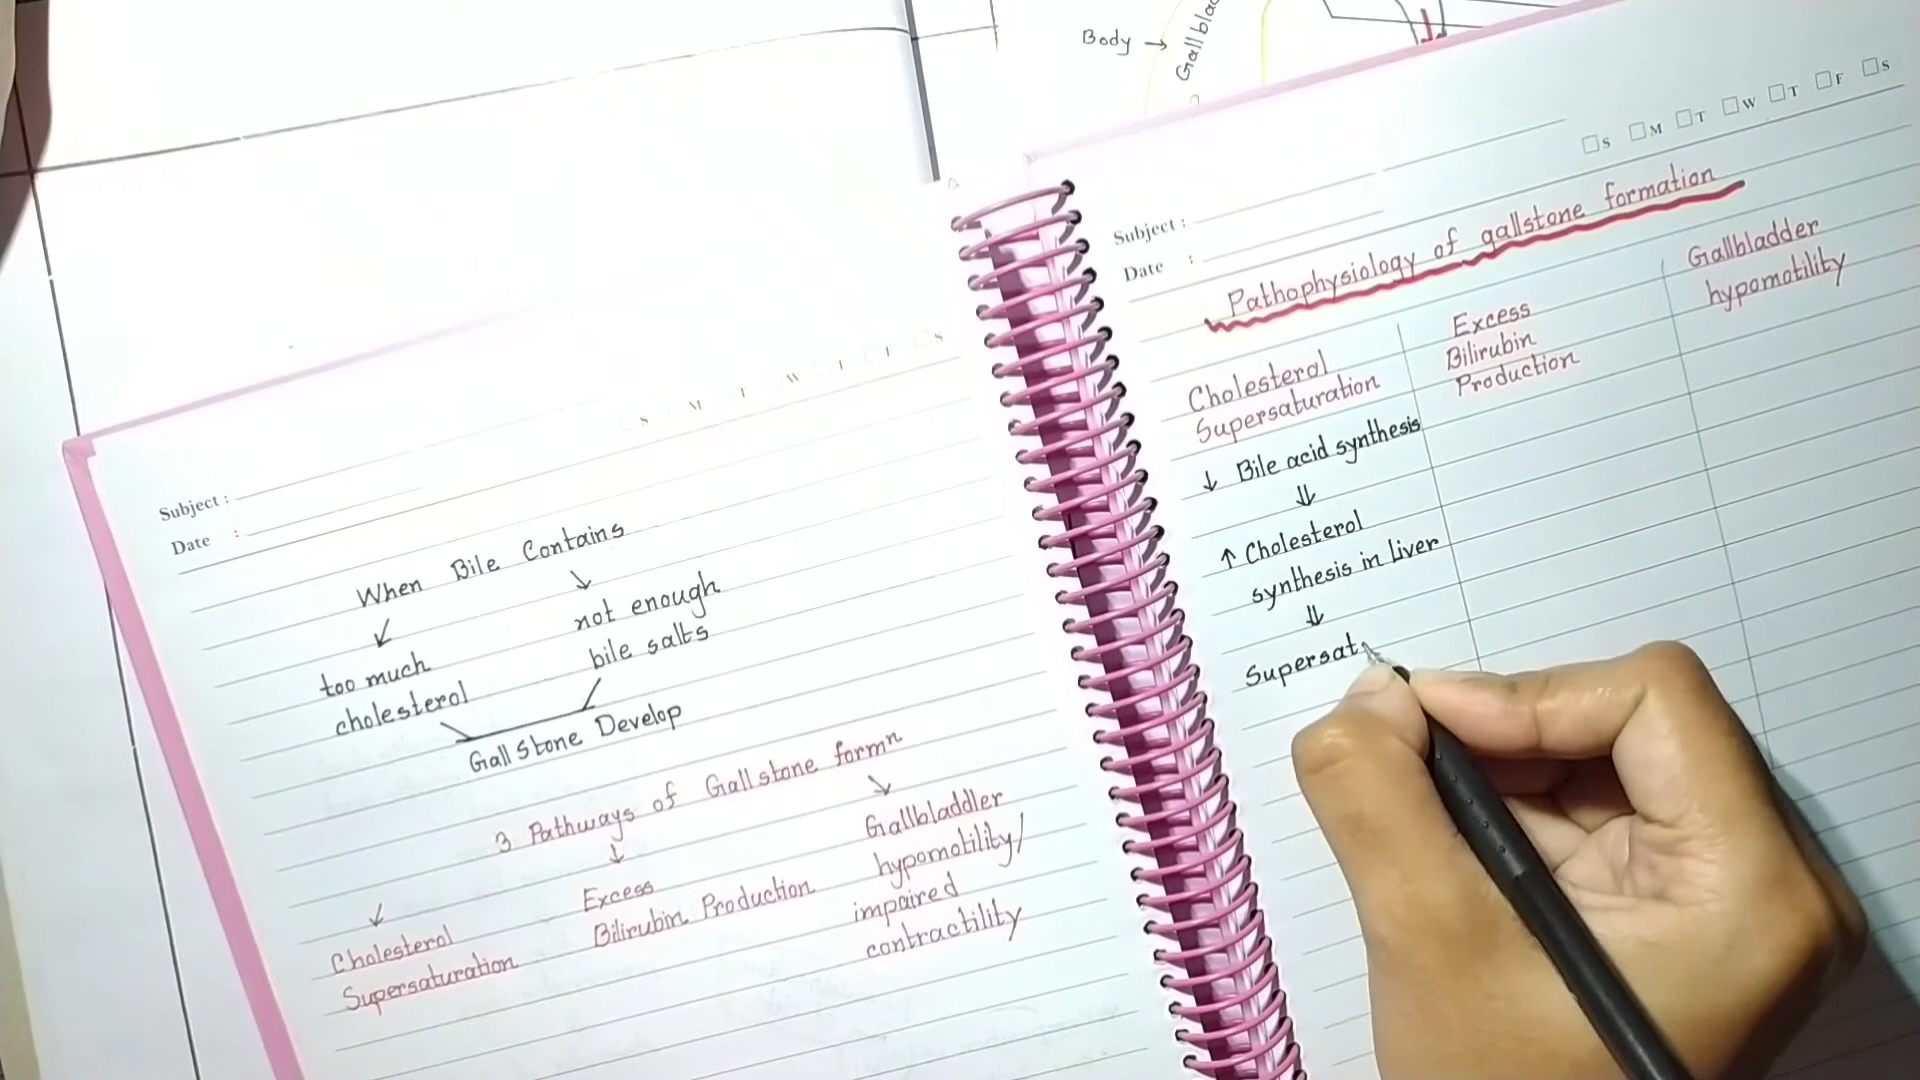 Body →
Subject :
Date :
S M T W T F S
When Bile Contains
↙ ↘
too much
cholesterol
not enough
bile salts
Gall Stone Develop
3 Pathways of Gall stone formn
↙ ↓ ↘
Cholesterol
Supersaturation
Excess
Bilirubin Production
Gallbladdler
hypomotility/
impaired
contractility
S M T W T F S
Subject :
Date :
Pathophysiology of gallstone formation
Cholesterol
Supersaturation
↓ Bile acid synthesis
⇓
↑ Cholesterol
synthesis in Liver
⇓
Supersat
Excess
Bilirubin
Production
Gallbladder
hypomotility